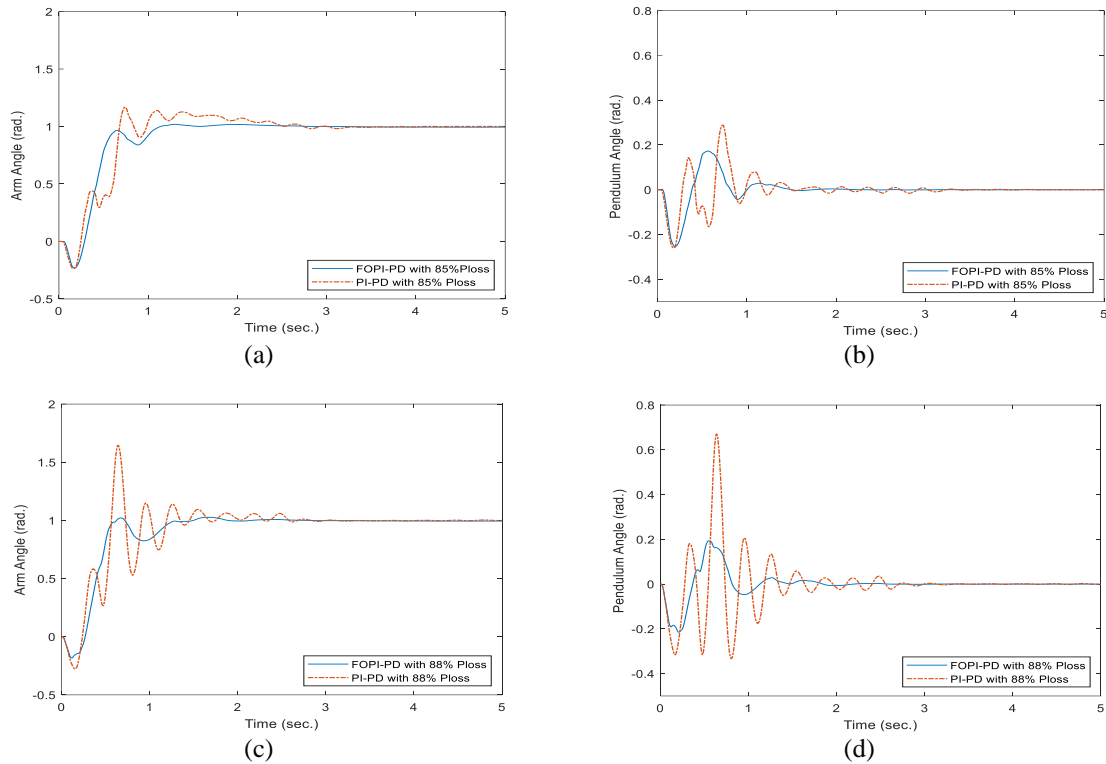 2
1.5
1
0.5
0
-0.5
Arm Angle (rad.)
FOPI-PD with 85%Ploss
PI-PD with 85% Ploss
0 1 2 3 4 5
Time (sec.)
(a)
0.8
0.6
0.4
0.2
0
-0.2
-0.4
Pendulum Angle (rad.)
FOPI-PD with 85% Ploss
PI-PD with 85% Ploss
0 1 2 3 4 5
Time (sec.)
(b)
2
1.5
1
0.5
0
-0.5
Arm Angle (rad.)
FOPI-PD with 88% Ploss
PI-PD with 88% Ploss
0 1 2 3 4 5
Time (sec.)
(c)
0.8
0.6
0.4
0.2
0
-0.2
-0.4
Pendulum Angle (rad.)
FOPI-PD with 88% Ploss
PI-PD with 88% Ploss
0 1 2 3 4 5
Time (sec.)
(d)